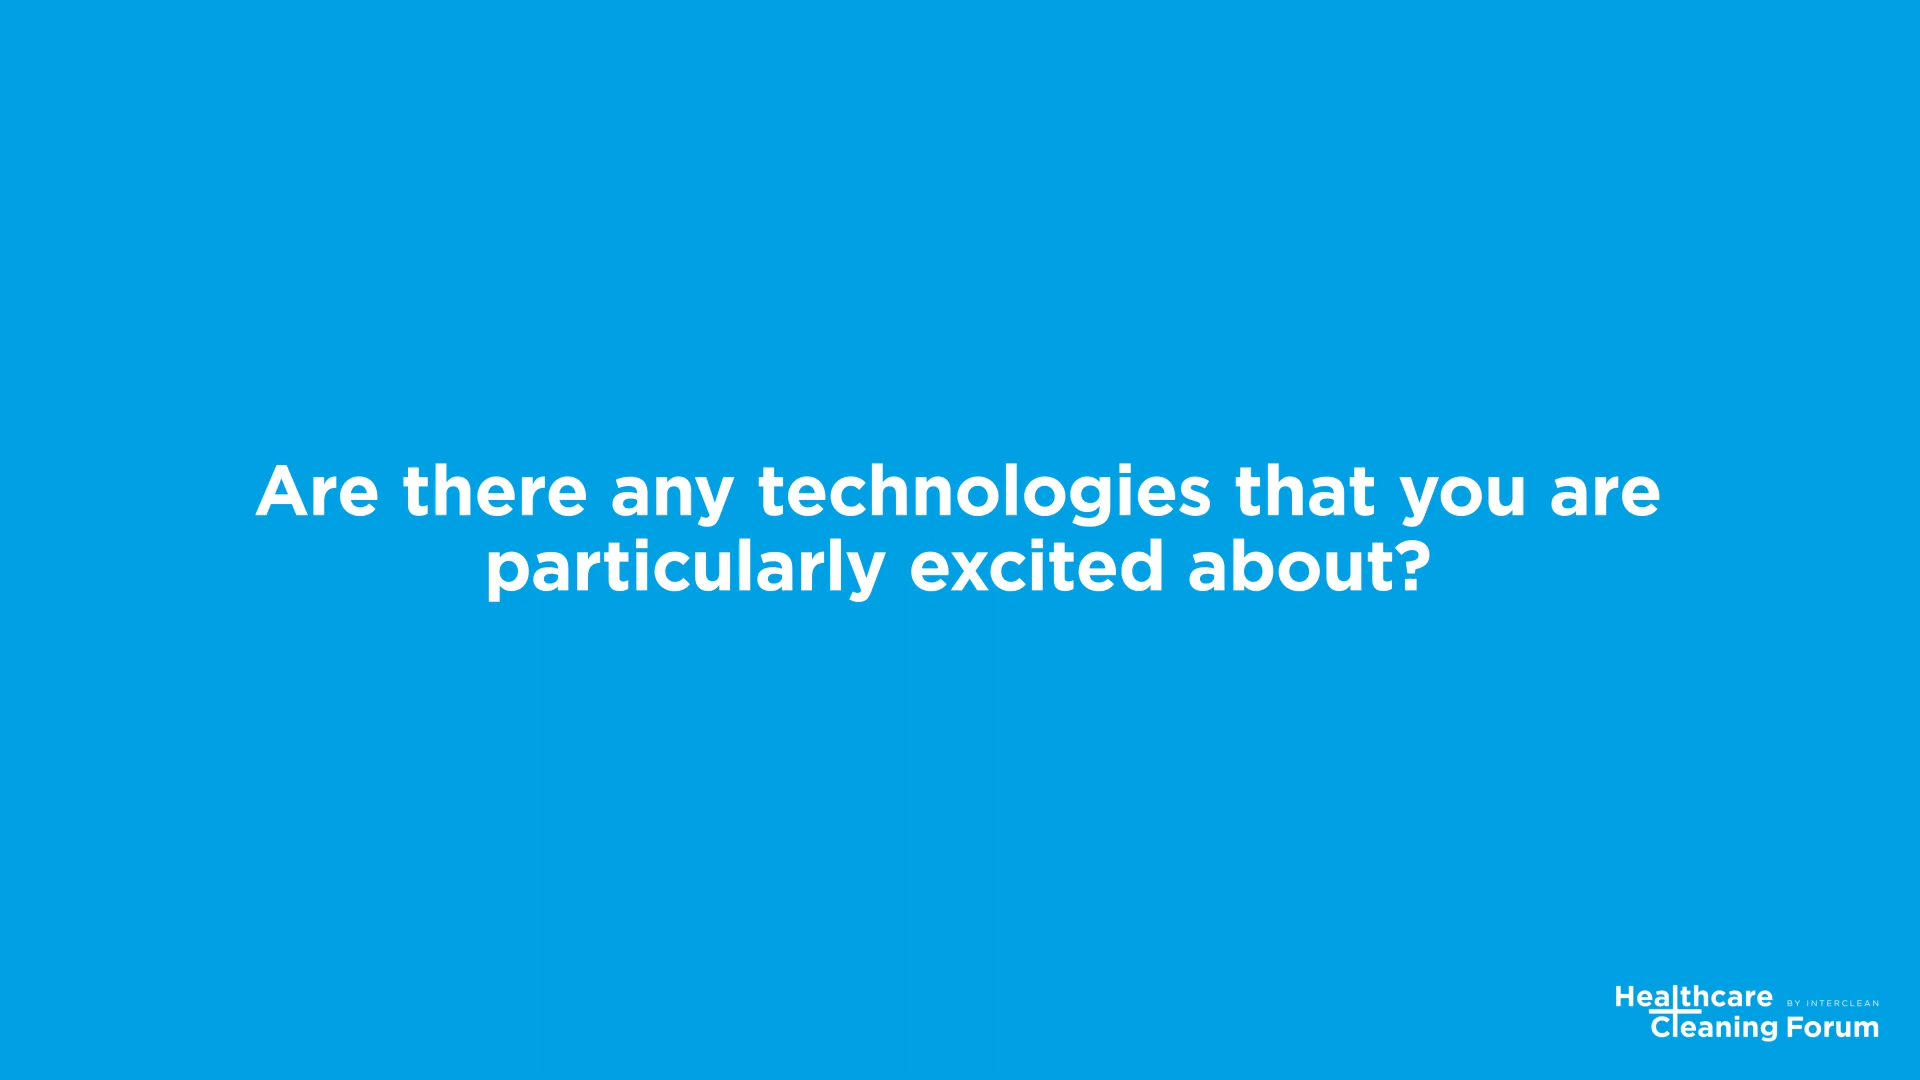 Are there any technologies that you are
particularly excited about?
Healthcare BY INTERCLEAN
Cleaning Forum